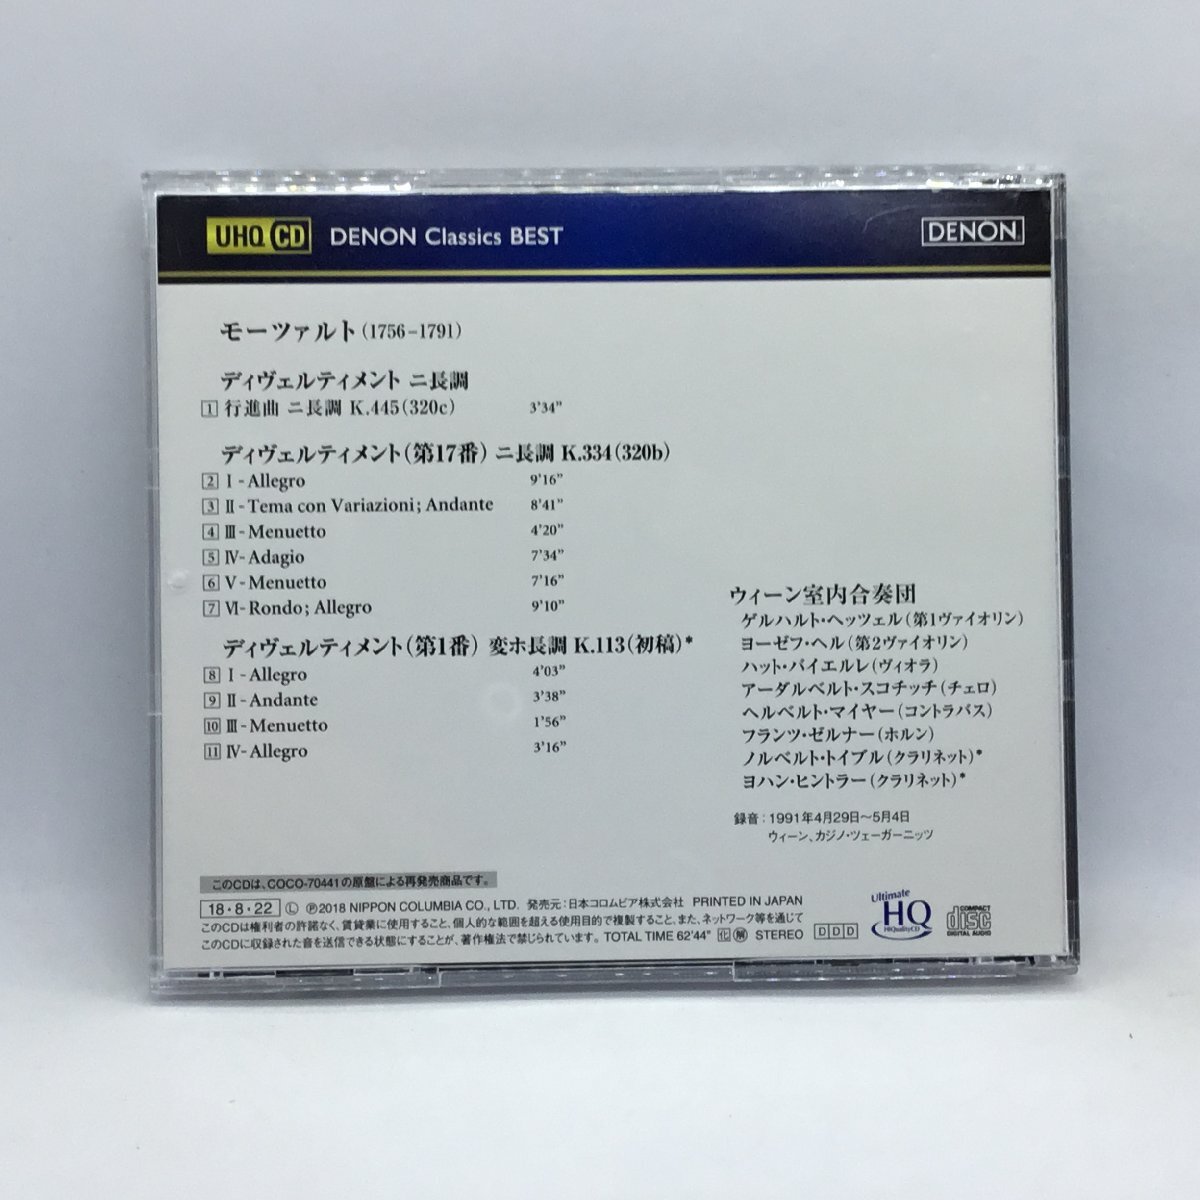 UHQ CD DENON Classics BEST DENON
モーツァルト(1756-1791)
ディヴェルティメント ニ長調
1 行進曲 ニ長調 K.445(320c) 3'34"
ディヴェルティメント(第17番) ニ長調 K.334(320b)
2 Ⅰ-Allegro 9'16"
3 Ⅱ-Tema con Variazioni; Andante 8'41"
4 Ⅲ-Menuetto 4'20"
5 Ⅳ-Adagio 7'34"
6 Ⅴ-Menuetto 7'16"
7 Ⅵ-Rondo; Allegro 9'10"
ディヴェルティメント(第1番) 変ホ長調 K.113(初稿)*
8 Ⅰ-Allegro 4'03"
9 Ⅱ-Andante 3'38"
10 Ⅲ-Menuetto 1'56"
11 Ⅳ-Allegro 3'16"
ウィーン室内合奏団
ゲルハルト・ヘッツェル(第1ヴァイオリン)
ヨーゼフ・ヘル(第2ヴァイオリン)
ハット・バイエルレ(ヴィオラ)
アーダルベルト・スコチッチ(チェロ)
ヘルベルト・マイヤー(コントラバス)
フランツ・ゼルナー(ホルン)
ノルベルト・トイブル(クラリネット)*
ヨハン・ヒントラー(クラリネット)*
録音:1991年4月29日～5月4日
ウィーン、カジノ・ツェーガーニッツ
このCDは、COCO-70441の原盤による再発売商品です。
18・8・22 Ⓛ ℗2018 NIPPON COLUMBIA CO., LTD. 発売元:日本コロムビア株式会社 PRINTED IN JAPAN
このCDは権利者の許諾なく、賃貸業に使用すること、個人的な範囲を超える使用目的で複製すること、また、ネットワーク等を通じて
このCDに収録された音を送信できる状態にすることが、著作権法で禁じられています。 TOTAL TIME 62'44" STEREO DDD
Ultimate
HQ
HiQualityCD
COMPACT
disc
DIGITAL AUDIO